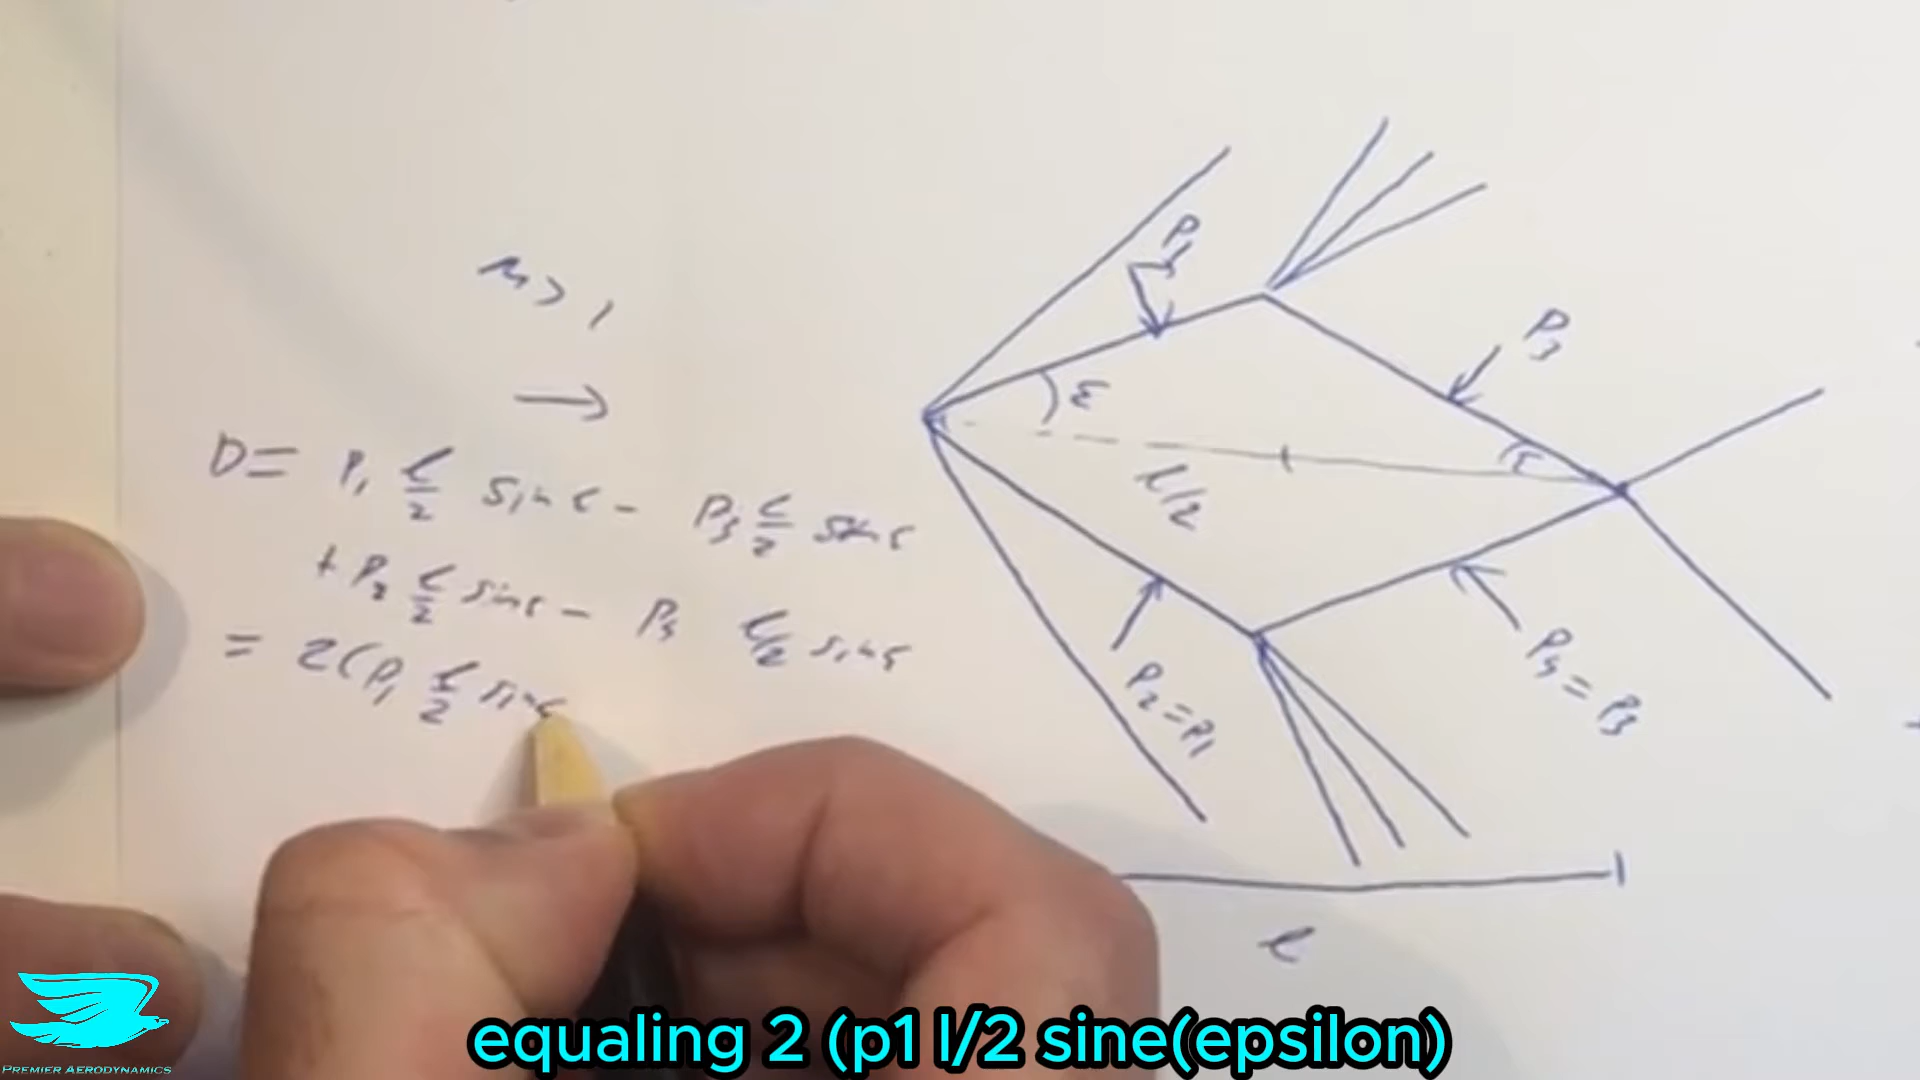 M > 1
→
D = P₁ l/2 sin ε − P₃ l/2 sin ε
+ P₂ l/2 sin ε − P₃ l/2 sin ε
= 2(P₁ l/2 sin ε
P₁
P₃
ε
ε
l/2
P₂ = P₁
P₄ = P₃
l
equaling 2 (p1 l/2 sine(epsilon)
PREMIER AERODYNAMICS